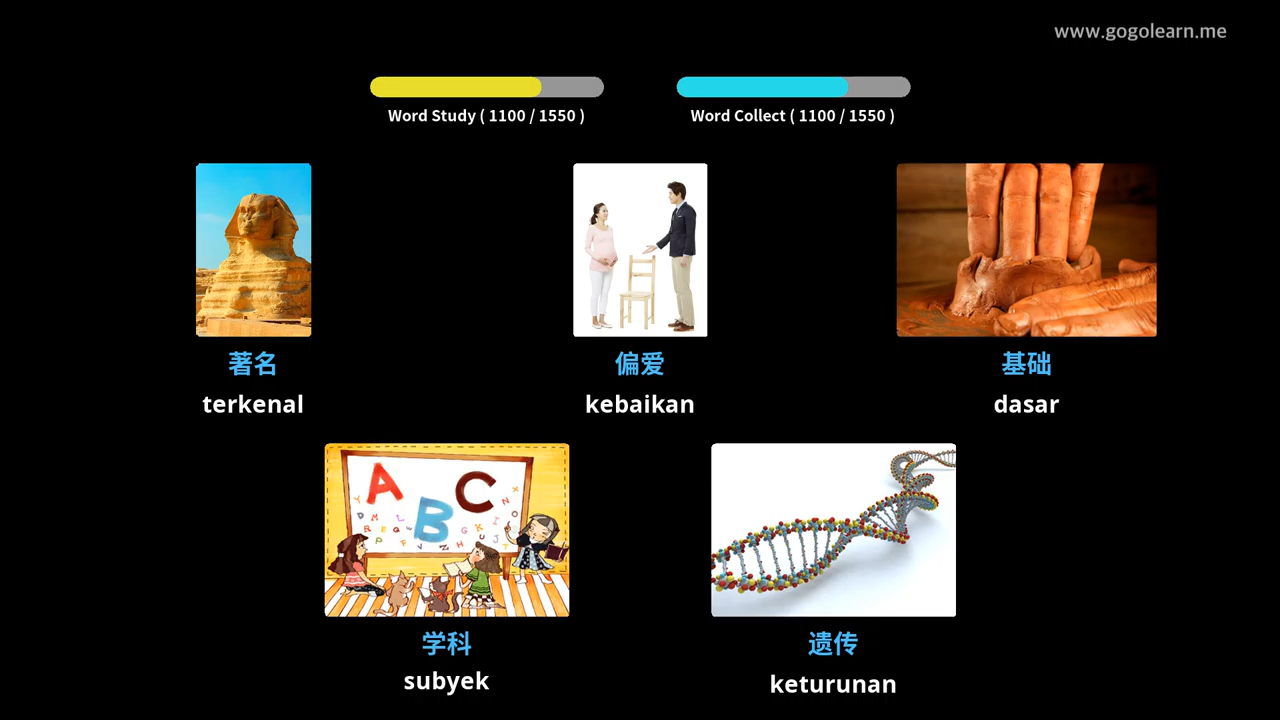 www.gogolearn.me
Word Study ( 1100 / 1550 )
Word Collect ( 1100 / 1550 )
著名
terkenal
偏爱
kebaikan
基础
dasar
A B C
学科
subyek
遗传
keturunan